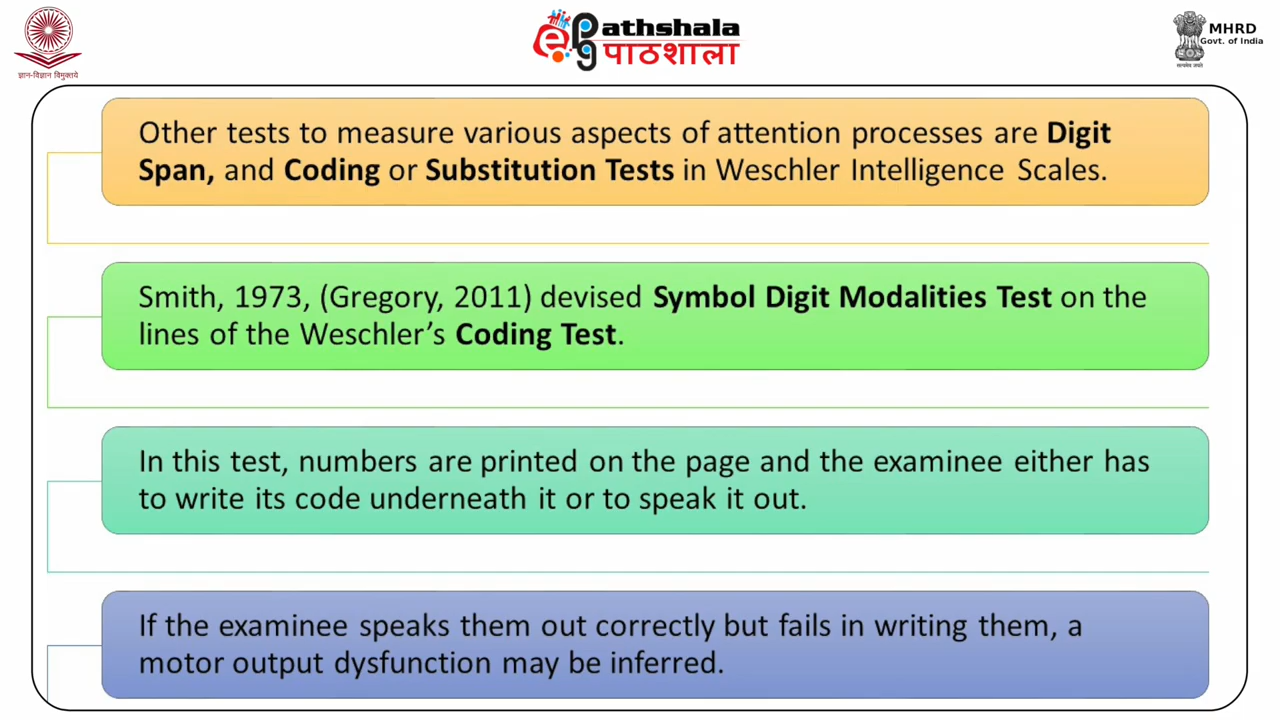 ज्ञान-विज्ञान विमुक्तये
athshala
पाठशाला
MHRD
Govt. of India
सत्यमेव जयते
Other tests to measure various aspects of attention processes are Digit
Span, and Coding or Substitution Tests in Weschler Intelligence Scales.
Smith, 1973, (Gregory, 2011) devised Symbol Digit Modalities Test on the
lines of the Weschler’s Coding Test.
In this test, numbers are printed on the page and the examinee either has
to write its code underneath it or to speak it out.
If the examinee speaks them out correctly but fails in writing them, a
motor output dysfunction may be inferred.